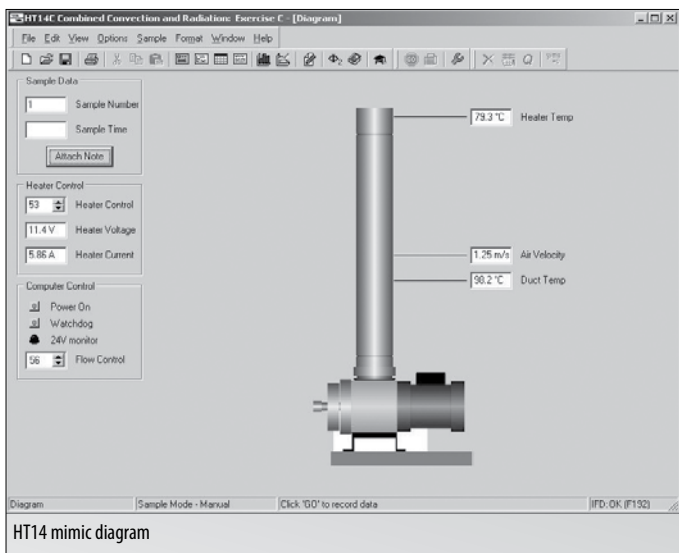 HT14C Combined Convection and Radiation: Exercise C - [Diagram]
File Edit View Options Sample Format Window Help
Sample Data
1 Sample Number
Sample Time
Attach Note
Heater Control
53 Heater Control
11.4 V Heater Voltage
5.86 A Heater Current
Computer Control
Power On
Watchdog
24V monitor
56 Flow Control
79.3 °C Heater Temp
1.25 m/s Air Velocity
98.2 °C Duct Temp
Diagram Sample Mode - Manual Click 'GO' to record data IFD: OK (F192)
HT14 mimic diagram